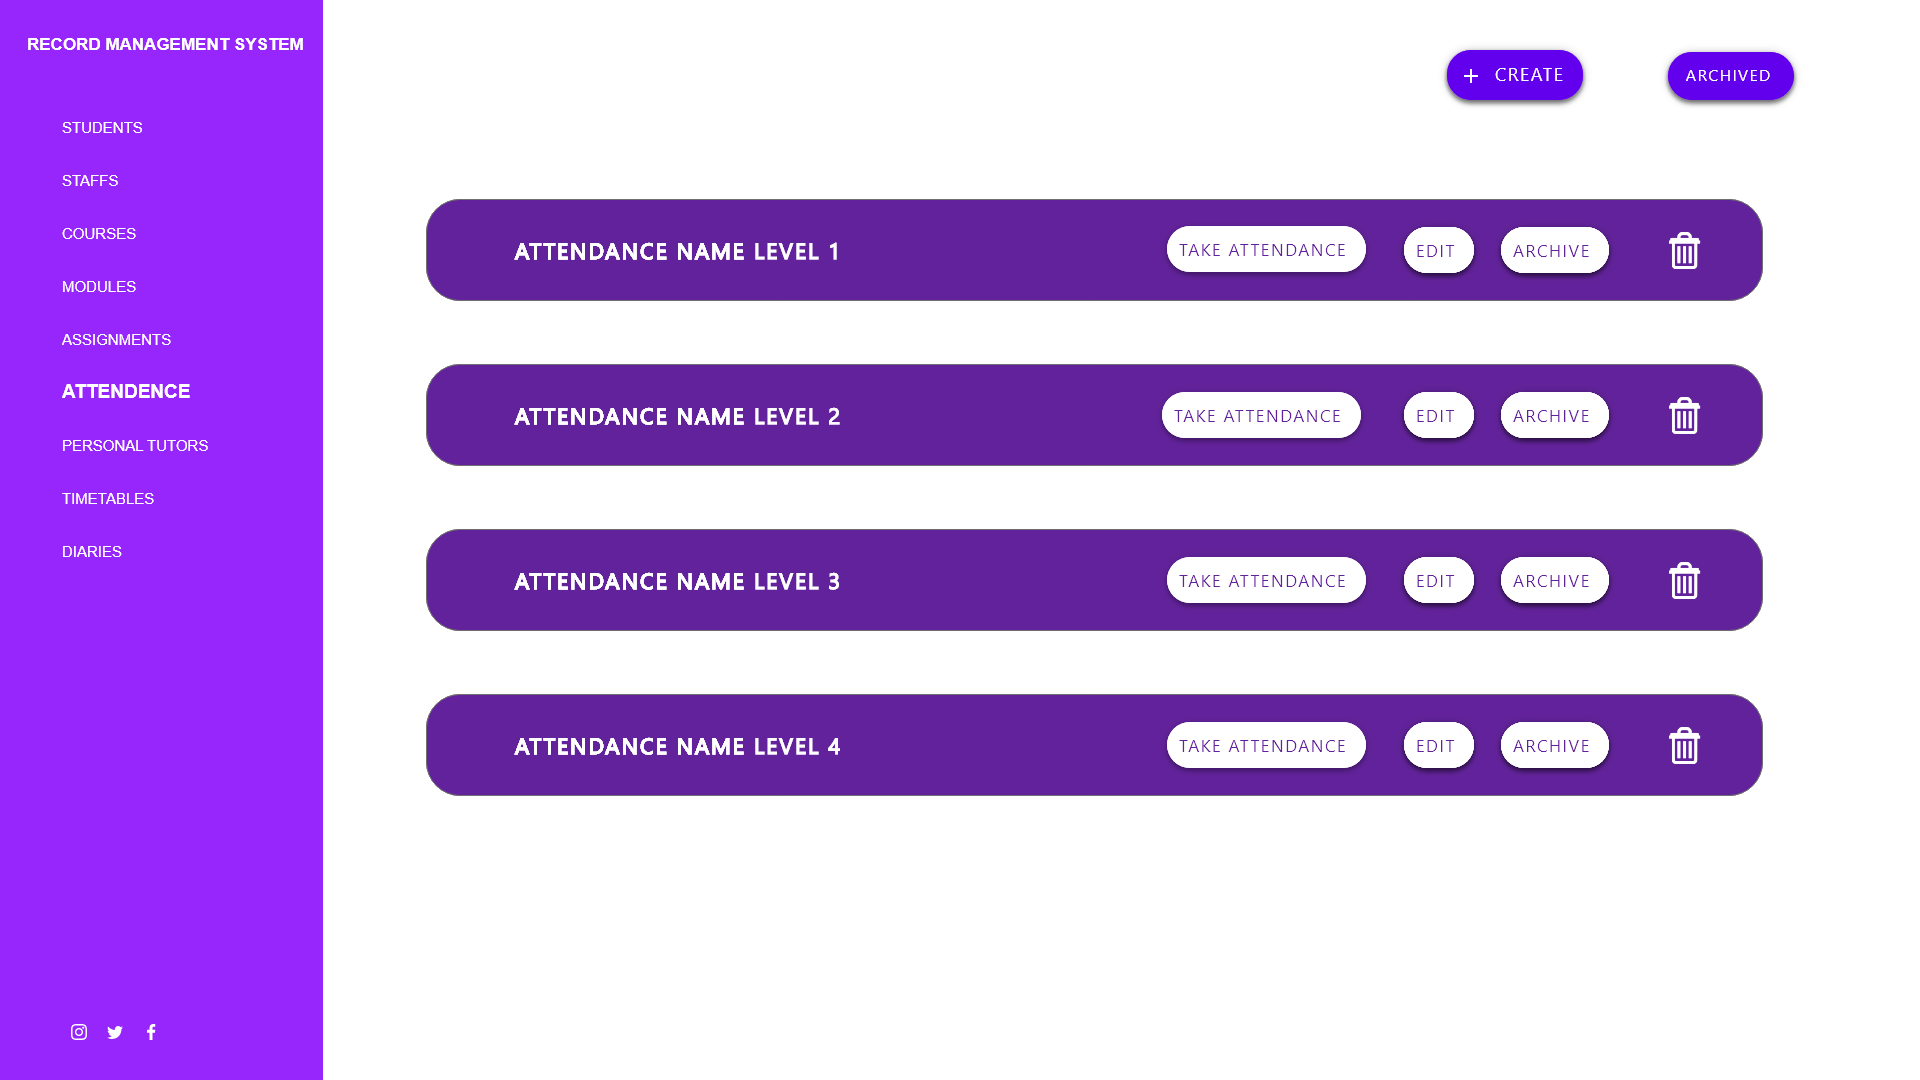 RECORD MANAGEMENT SYSTEM
STUDENTS
STAFFS
COURSES
MODULES
ASSIGNMENTS
ATTENDENCE
PERSONAL TUTORS
TIMETABLES
DIARIES
+ CREATE ARCHIVED
ATTENDANCE NAME LEVEL 1 TAKE ATTENDANCE EDIT ARCHIVE
ATTENDANCE NAME LEVEL 2 TAKE ATTENDANCE EDIT ARCHIVE
ATTENDANCE NAME LEVEL 3 TAKE ATTENDANCE EDIT ARCHIVE
ATTENDANCE NAME LEVEL 4 TAKE ATTENDANCE EDIT ARCHIVE